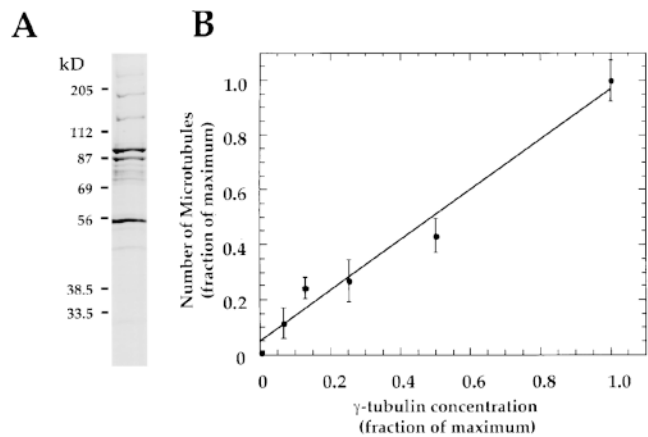 A
B
kD
205
112
87
69
56
38.5
33.5
Number of Microtubules
(fraction of maximum)
1.0
0.8
0.6
0.4
0.2
0
0 0.2 0.4 0.6 0.8 1.0
γ-tubulin concentration
(fraction of maximum)